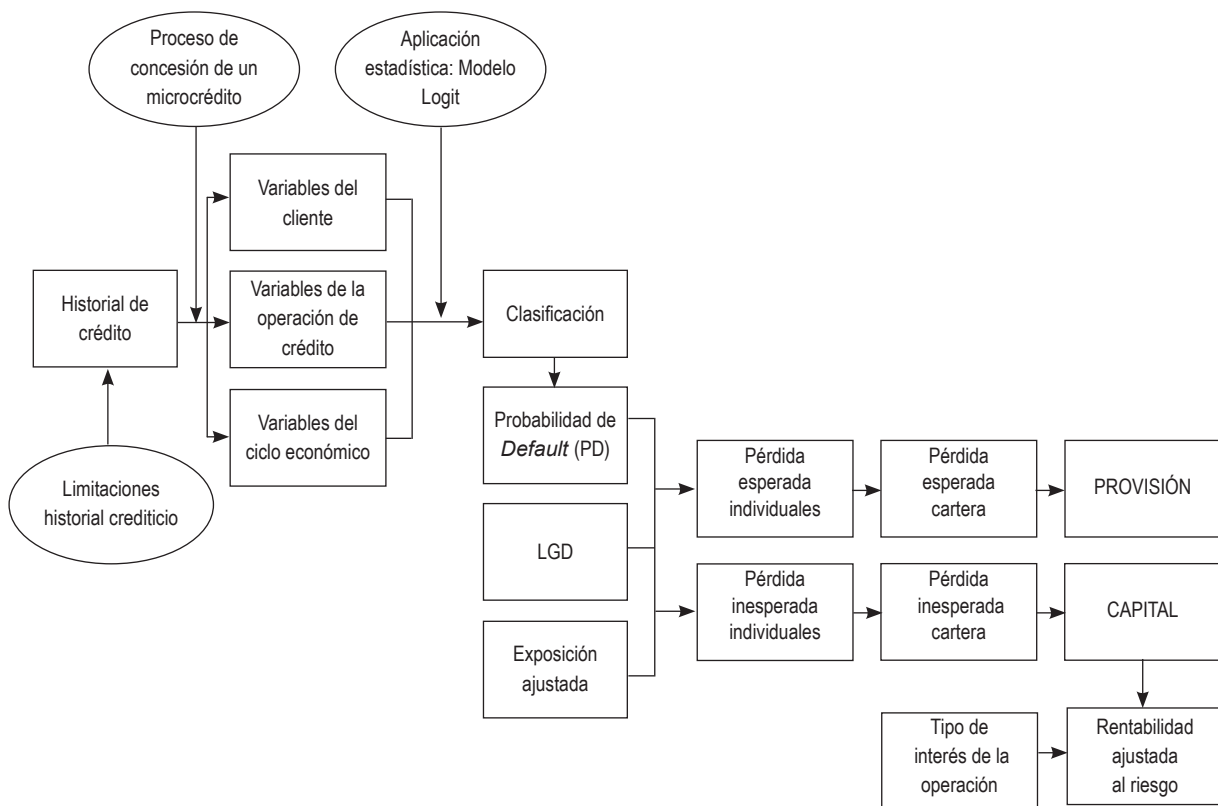 Proceso de
concesión de un
microcrédito
Aplicación
estadística: Modelo
Logit
Variables del
cliente
Historial de
crédito
Variables de la
operación de
crédito
Clasificación
Variables del
ciclo económico
Probabilidad de
Default (PD)
Limitaciones
historial crediticio
Pérdida
esperada
individuales
Pérdida
esperada
cartera
PROVISIÓN
LGD
Pérdida
inesperada
individuales
Pérdida
inesperada
cartera
CAPITAL
Exposición
ajustada
Tipo de
interés de la
operación
Rentabilidad
ajustada
al riesgo